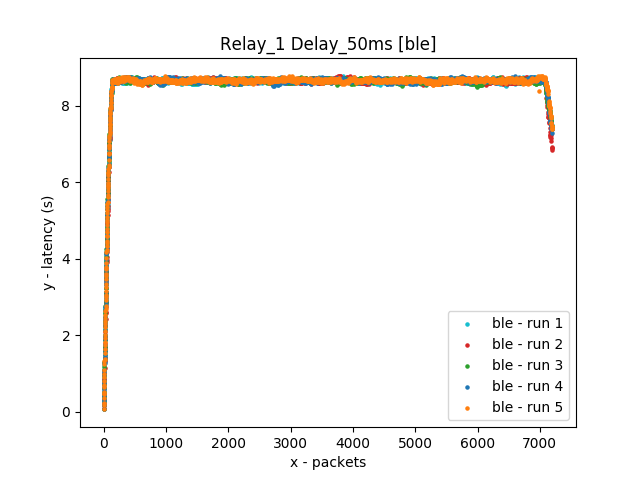 Relay_1 Delay_50ms [ble]
y - latency (s)
8
6
4
2
0
0 1000 2000 3000 4000 5000 6000 7000
x - packets
ble - run 1
ble - run 2
ble - run 3
ble - run 4
ble - run 5